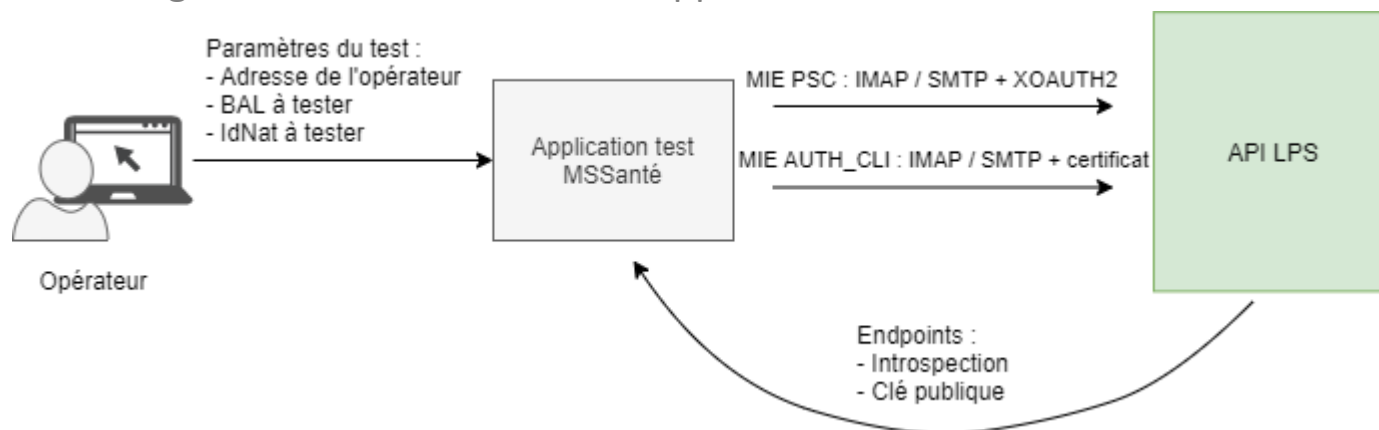 Paramètres du test :
- Adresse de l'opérateur
- BAL à tester
- IdNat à tester
Opérateur
Application test
MSSanté
MIE PSC : IMAP / SMTP + XOAUTH2
MIE AUTH_CLI : IMAP / SMTP + certificat
API LPS
Endpoints :
- Introspection
- Clé publique